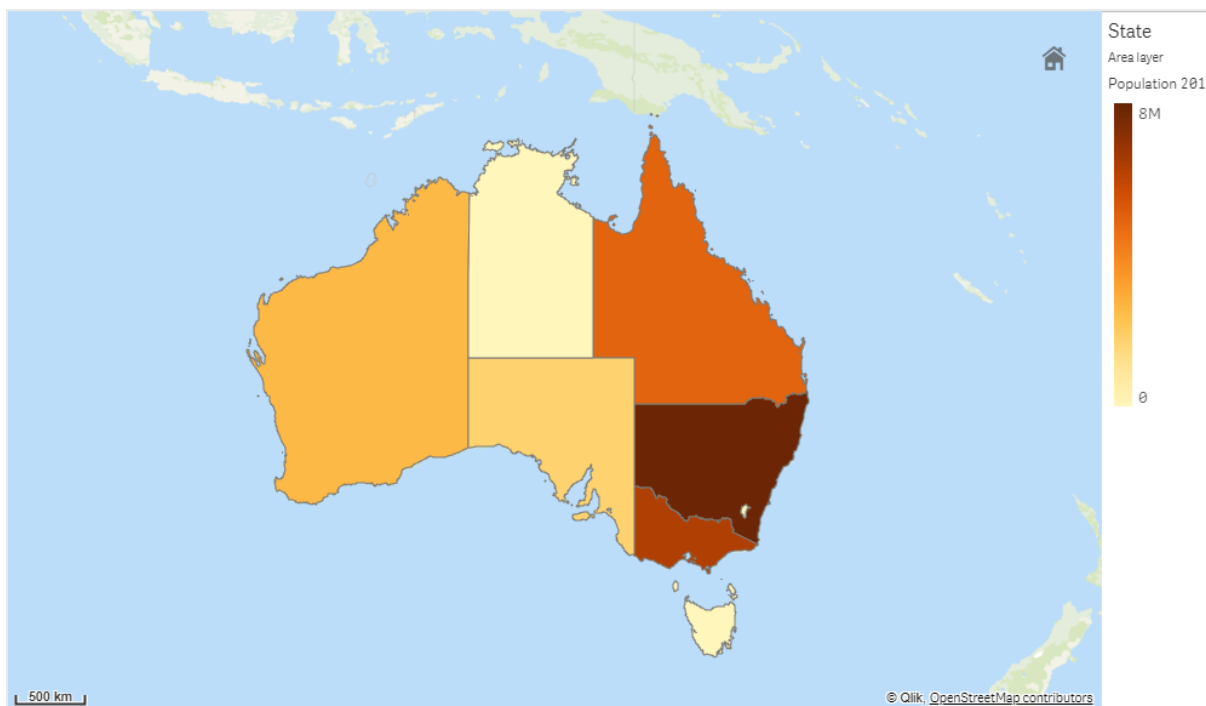 State
Area layer
Population 201
8M
0
500 km
© Qlik, OpenStreetMap contributors